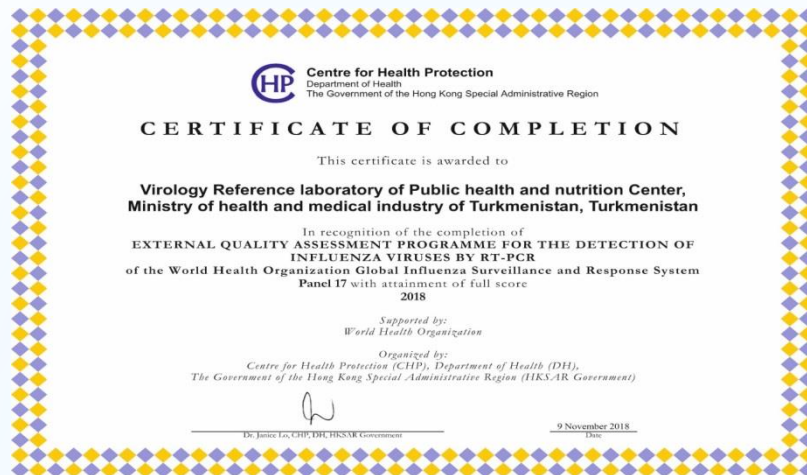 CHP
Centre for Health Protection
Department of Health
The Government of the Hong Kong Special Administrative Region
CERTIFICATE OF COMPLETION
This certificate is awarded to
Virology Reference laboratory of Public health and nutrition Center,
Ministry of health and medical industry of Turkmenistan, Turkmenistan
In recognition of the completion of
EXTERNAL QUALITY ASSESSMENT PROGRAMME FOR THE DETECTION OF
INFLUENZA VIRUSES BY RT-PCR
of the World Health Organization Global Influenza Surveillance and Response System
Panel 17 with attainment of full score
2018
Supported by:
World Health Organization
Organized by:
Centre for Health Protection (CHP), Department of Health (DH),
The Government of the Hong Kong Special Administrative Region (HKSAR Government)
Dr. Janice Lo, CHP, DH, HKSAR Government
9 November 2018
Date